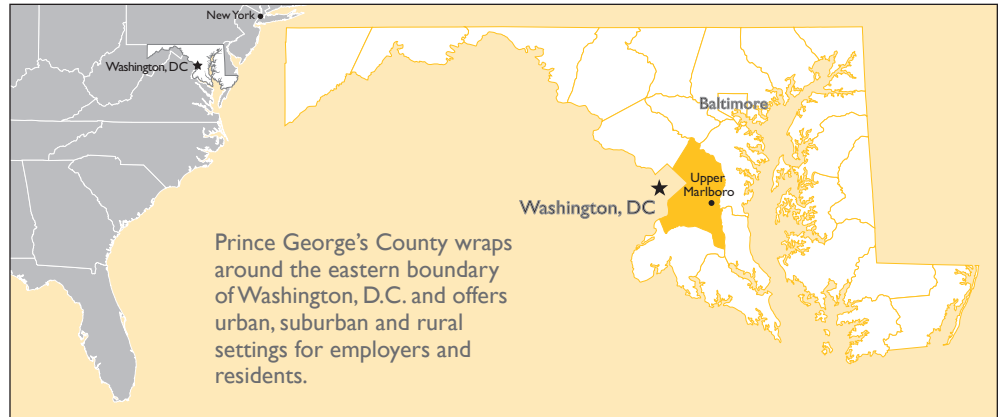 New York
Washington, DC
Baltimore
Upper
Marlboro
Washington, DC
Prince George’s County wraps
around the eastern boundary
of Washington, D.C. and offers
urban, suburban and rural
settings for employers and
residents.